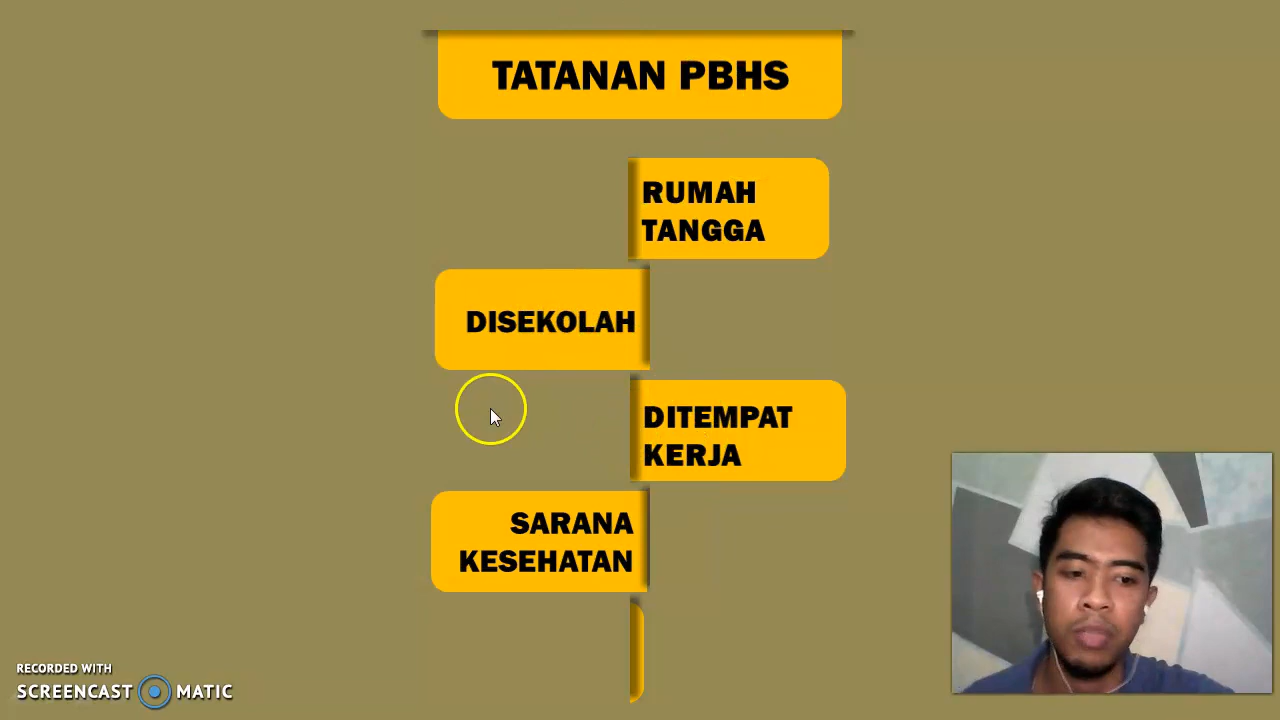 TATANAN PBHS
RUMAH
TANGGA
DISEKOLAH
DITEMPAT
KERJA
SARANA
KESEHATAN
RECORDED WITH
SCREENCAST MATIC